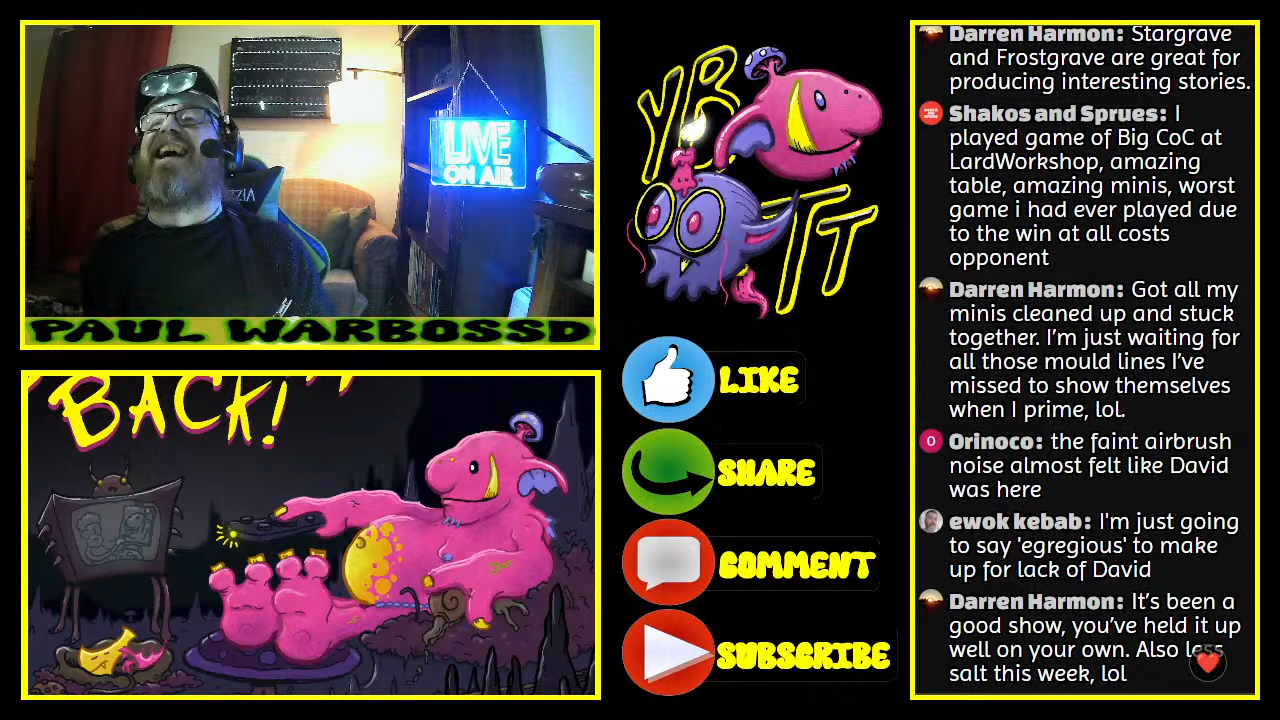 LIVE
ON AIR
PAUL WARBOSSD
BACK!
YR
TT
LIKE
SHARE
COMMENT
SUBSCRIBE
Darren Harmon: Stargrave
and Frostgrave are great for
producing interesting stories.
Shakos and Sprues: I
played game of Big CoC at
LardWorkshop, amazing
table, amazing minis, worst
game i had ever played due
to the win at all costs
opponent
Darren Harmon: Got all my
minis cleaned up and stuck
together. I’m just waiting for
all those mould lines I’ve
missed to show themselves
when I prime, lol.
O Orinoco: the faint airbrush
noise almost felt like David
was here
ewok kebab: I'm just going
to say 'egregious' to make
up for lack of David
Darren Harmon: It’s been a
good show, you’ve held it up
well on your own. Also less
salt this week, lol